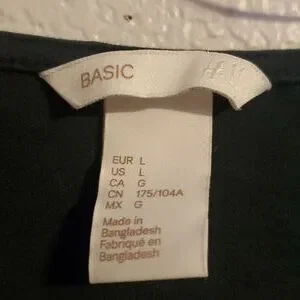 BASIC
H&M
EUR L
US L
CA G
CN 175/104A
MX G
Made in
Bangladesh
Fabriqué en
Bangladesh